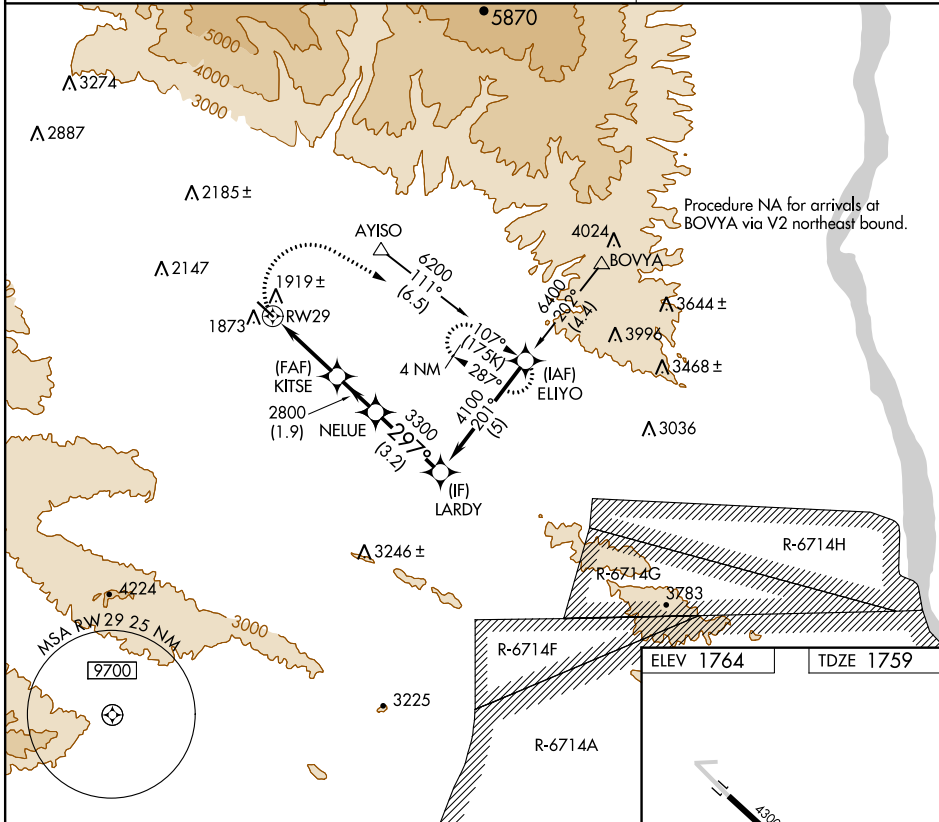 5870
5000
4000
3000
3274
2887
2185 ±
2147
Procedure NA for arrivals at
BOVYA via V2 northeast bound.
4024
BOVYA
AYISO
6200
111°
(6.5)
6400
202°
(4.4)
1919 ±
1873
RW29
3644 ±
3996
3468 ±
3036
107°
(175K)
4 NM
287°
(IAF)
ELIYO
(FAF)
KITSE
2800
(1.9)
NELUE
3300
297°
(3.2)
4100
201°
(5)
(IF)
LARDY
3246 ±
R-6714H
R-6714G
3783
R-6714F
R-6714A
4224
3000
MSA RW 29 25 NM
9700
3225
ELEV 1764
TDZE 1759
4300